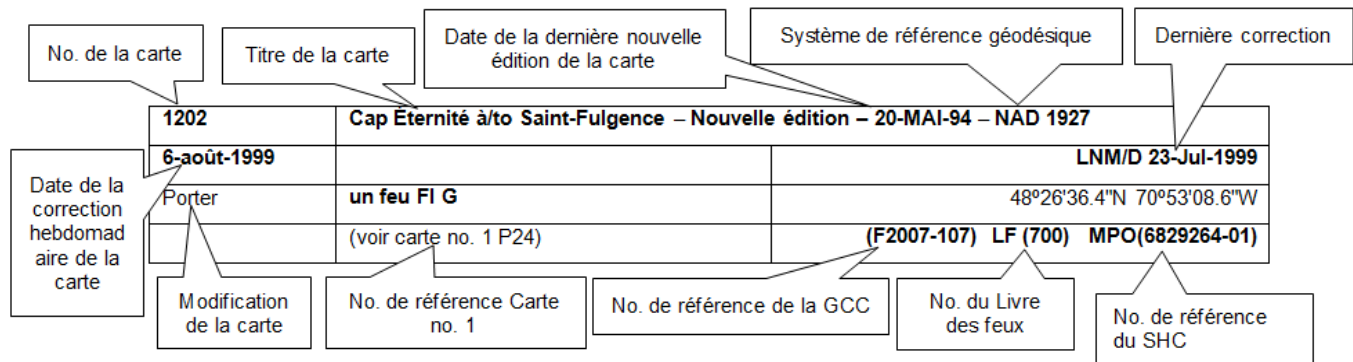 No. de la carte
Titre de la carte
Date de la dernière nouvelle
édition de la carte
Système de référence géodésique
Dernière correction
1202 Cap Éternité à/to Saint-Fulgence – Nouvelle édition – 20-MAI-94 – NAD 1927
6-août-1999 LNM/D 23-Jul-1999
Porter un feu Fl G 48º26'36.4"N 70º53'08.6"W
(voir carte no. 1 P24) (F2007-107) LF (700) MPO(6829264-01)
Date de la
correction
hebdomad
aire de la
carte
Modification
de la carte
No. de référence Carte
no. 1
No. de référence de la GCC
No. du Livre
des feux
No. de référence
du SHC